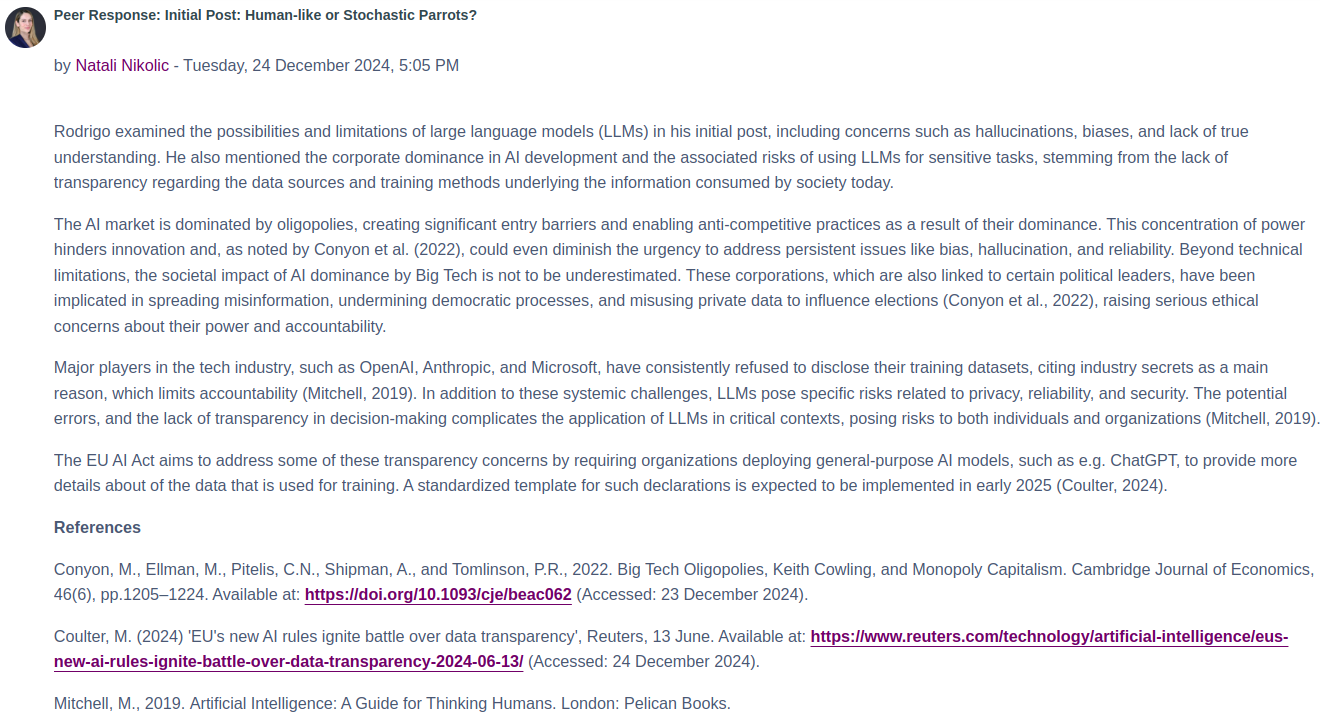 Peer Response: Initial Post: Human-like or Stochastic Parrots?
by Natali Nikolic - Tuesday, 24 December 2024, 5:05 PM
Rodrigo examined the possibilities and limitations of large language models (LLMs) in his initial post, including concerns such as hallucinations, biases, and lack of true
understanding. He also mentioned the corporate dominance in AI development and the associated risks of using LLMs for sensitive tasks, stemming from the lack of
transparency regarding the data sources and training methods underlying the information consumed by society today.
The AI market is dominated by oligopolies, creating significant entry barriers and enabling anti-competitive practices as a result of their dominance. This concentration of power
hinders innovation and, as noted by Conyon et al. (2022), could even diminish the urgency to address persistent issues like bias, hallucination, and reliability. Beyond technical
limitations, the societal impact of AI dominance by Big Tech is not to be underestimated. These corporations, which are also linked to certain political leaders, have been
implicated in spreading misinformation, undermining democratic processes, and misusing private data to influence elections (Conyon et al., 2022), raising serious ethical
concerns about their power and accountability.
Major players in the tech industry, such as OpenAI, Anthropic, and Microsoft, have consistently refused to disclose their training datasets, citing industry secrets as a main
reason, which limits accountability (Mitchell, 2019). In addition to these systemic challenges, LLMs pose specific risks related to privacy, reliability, and security. The potential
errors, and the lack of transparency in decision-making complicates the application of LLMs in critical contexts, posing risks to both individuals and organizations (Mitchell, 2019).
The EU AI Act aims to address some of these transparency concerns by requiring organizations deploying general-purpose AI models, such as e.g. ChatGPT, to provide more
details about of the data that is used for training. A standardized template for such declarations is expected to be implemented in early 2025 (Coulter, 2024).
References
Conyon, M., Ellman, M., Pitelis, C.N., Shipman, A., and Tomlinson, P.R., 2022. Big Tech Oligopolies, Keith Cowling, and Monopoly Capitalism. Cambridge Journal of Economics,
46(6), pp.1205–1224. Available at: https://doi.org/10.1093/cje/beac062 (Accessed: 23 December 2024).
Coulter, M. (2024) 'EU's new AI rules ignite battle over data transparency', Reuters, 13 June. Available at: https://www.reuters.com/technology/artificial-intelligence/eus-
new-ai-rules-ignite-battle-over-data-transparency-2024-06-13/ (Accessed: 24 December 2024).
Mitchell, M., 2019. Artificial Intelligence: A Guide for Thinking Humans. London: Pelican Books.